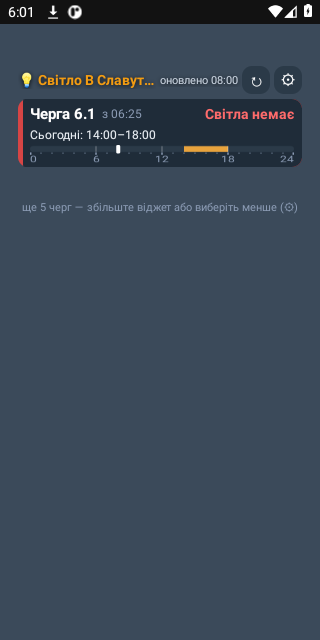 6:01
Світло В Славут... оновлено 08:00
Черга 6.1 з 06:25 Світла немає
Сьогодні: 14:00–18:00
0 6 12 18 24
ще 5 черг — збільште віджет або виберіть менше (⚙)